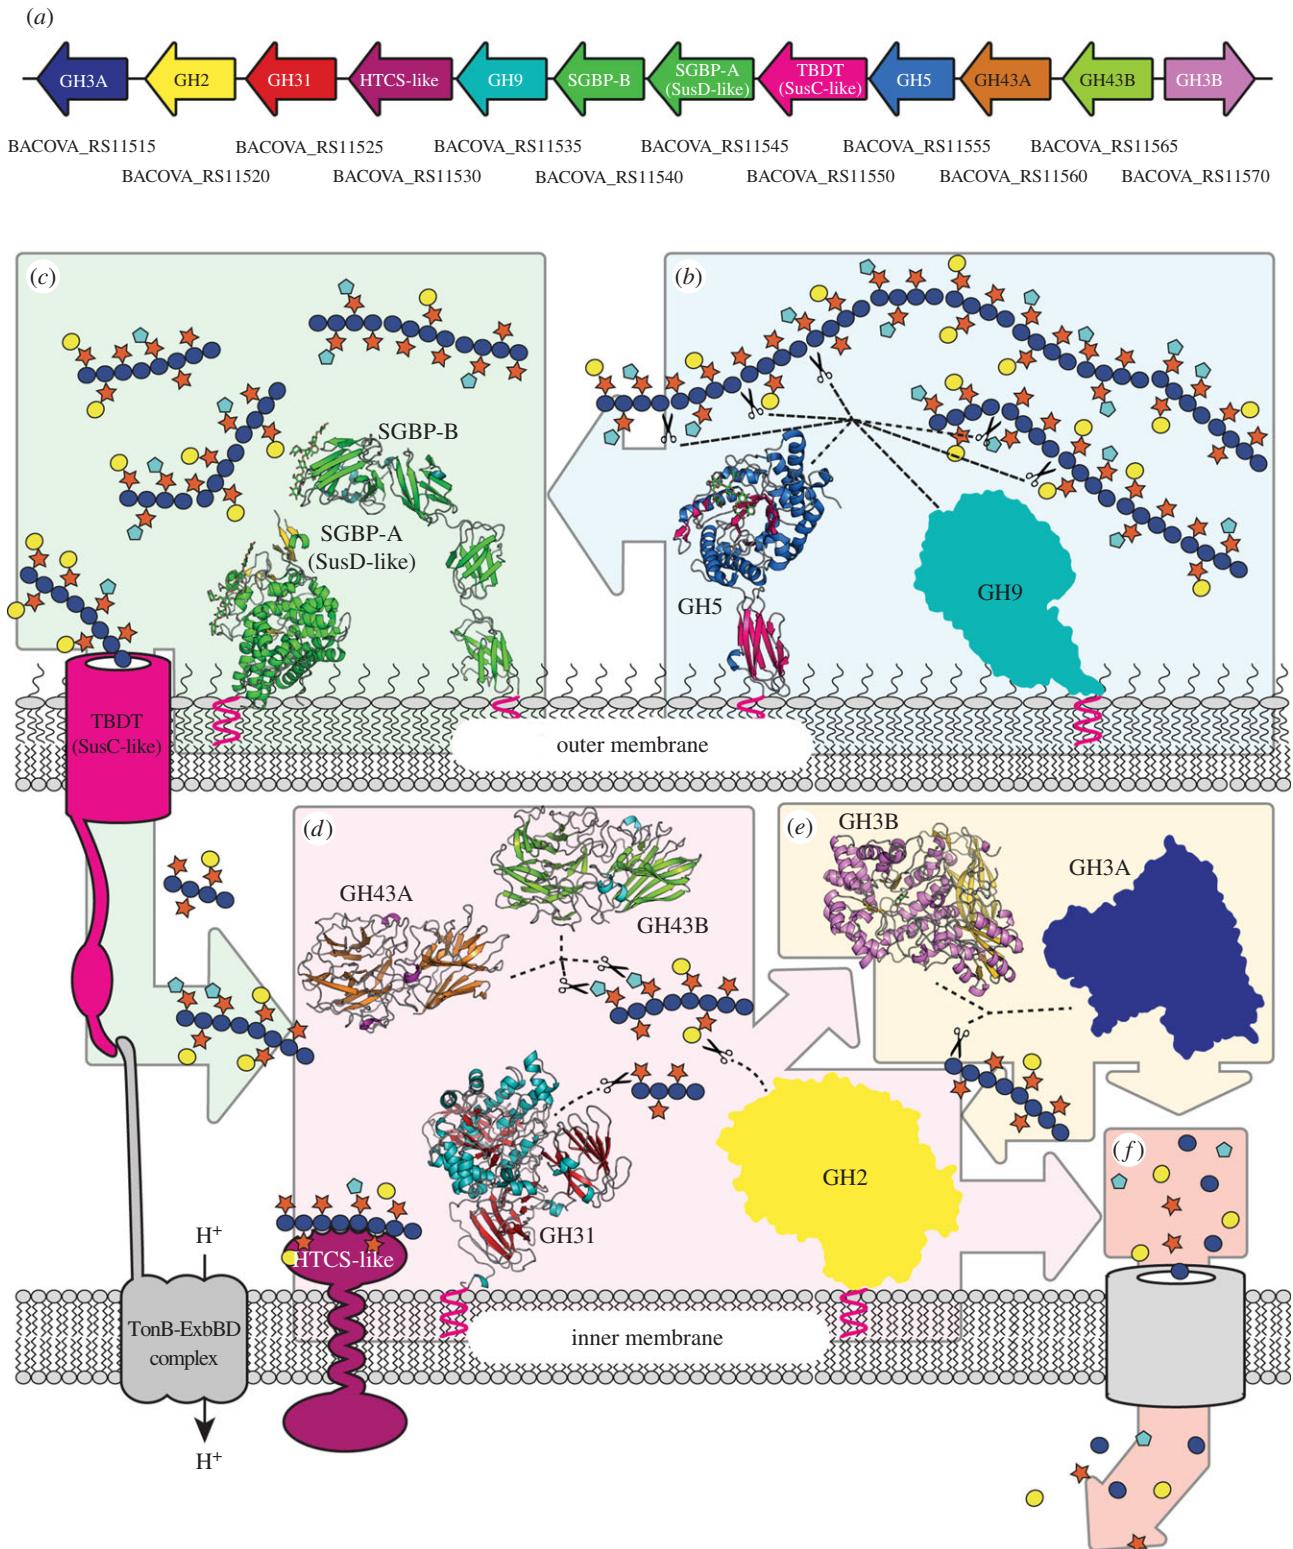 (a)
GH3A GH2 GH31 HTCS-like GH9 SGBP-B SGBP-A (SusD-like) TBDT (SusC-like) GH5 GH43A GH43B GH3B
BACOVA_RS11515 BACOVA_RS11525 BACOVA_RS11535 BACOVA_RS11545 BACOVA_RS11555 BACOVA_RS11565
BACOVA_RS11520 BACOVA_RS11530 BACOVA_RS11540 BACOVA_RS11550 BACOVA_RS11560 BACOVA_RS11570
(c)
SGBP-B
SGBP-A
(SusD-like)
TBDT
(SusC-like)
(b)
GH5
GH9
outer membrane
(d)
GH43A
GH43B
GH31
GH2
HTCS-like
(e)
GH3B
GH3A
(f)
H+
TonB-ExbBD
complex
H+
inner membrane